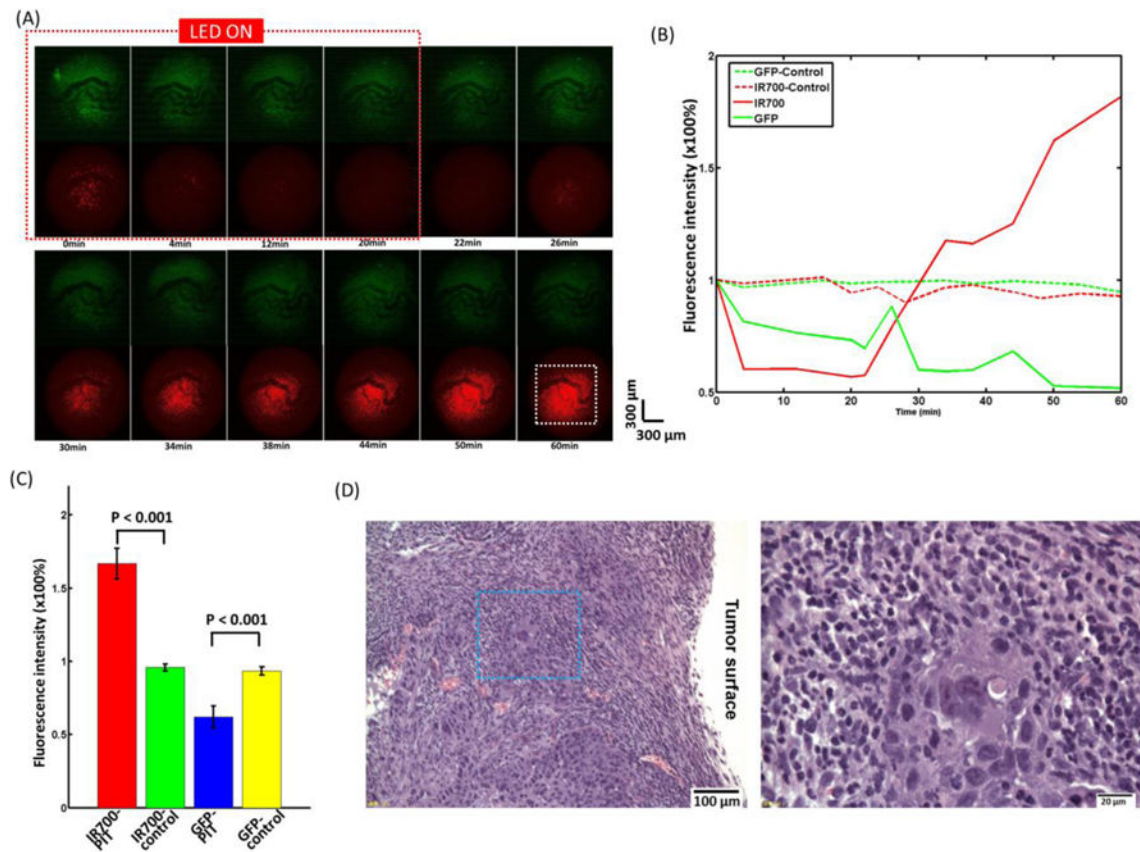 (A)
LED ON
0min 4min 12min 20min 22min 26min
30min 34min 38min 44min 50min 60min
300 μm
300 μm
(B)
Fluorescence intensity (x100%)
2
1.5
1
0.5
GFP-Control
IR700-Control
IR700
GFP
0 10 20 30 40 50 60
Time (min)
(C)
Fluorescence intensity (x100%)
2
1.5
1
0.5
0
P < 0.001
P < 0.001
IR700-PIT
IR700-control
GFP-PIT
GFP-control
(D)
Tumor surface
100 μm
20 μm